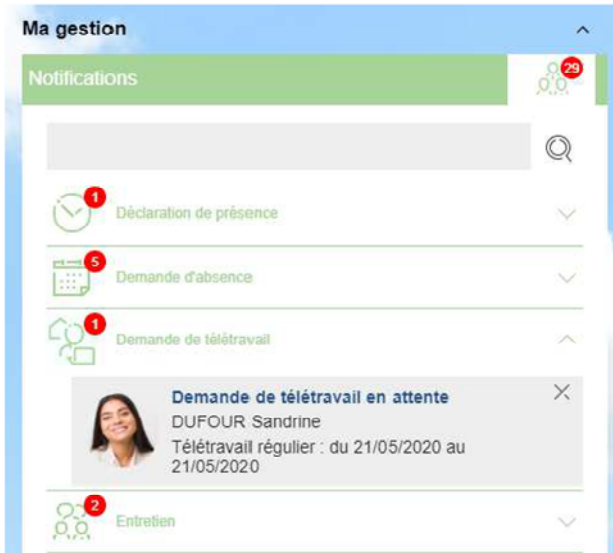 Ma gestion
Notifications
29
1
Déclaration de présence
5
Demande d'absence
1
Demande de télétravail
Demande de télétravail en attente
DUFOUR Sandrine
Télétravail régulier : du 21/05/2020 au
21/05/2020
2
Entretien